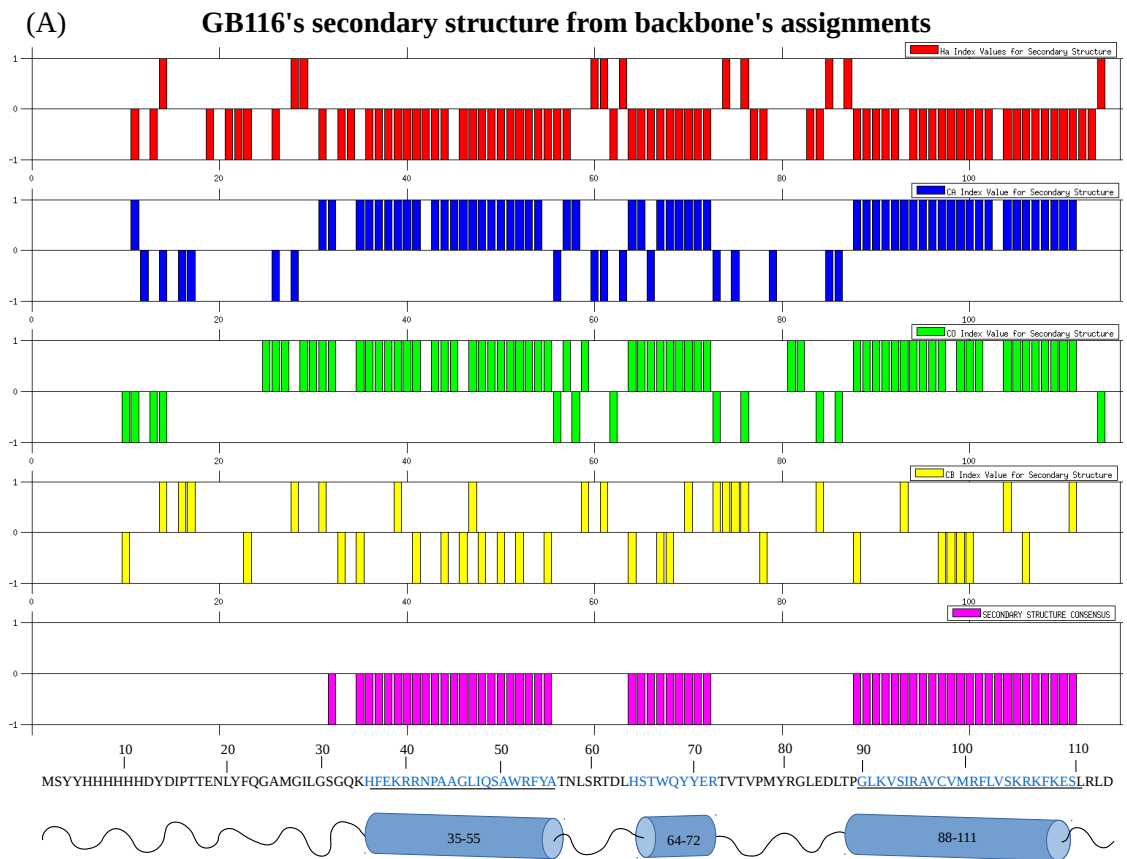 (A) GB116's secondary structure from backbone's assignments
Ha Index Values for Secondary Structure
1
0
-1
0 20 40 60 80 100
CA Index Value for Secondary Structure
1
0
-1
0 20 40 60 80 100
CO Index Value for Secondary Structure
1
0
-1
0 20 40 60 80 100
CB Index Value for Secondary Structure
1
0
-1
0 20 40 60 80 100
SECONDARY STRUCTURE CONSENSUS
1
0
-1
10 20 30 40 50 60 70 80 90 100 110
MSYYHHHHHHDYDIPTTENLYFQGAMGILGSGQKHFEKRRNPAAGLIQSAWRFYATNLSRTDLHSTWQYYERTVTVPMYRGLEDLTPGLKVSIRAVCVMRFLVSKRKFKESLRLD
35-55 64-72 88-111